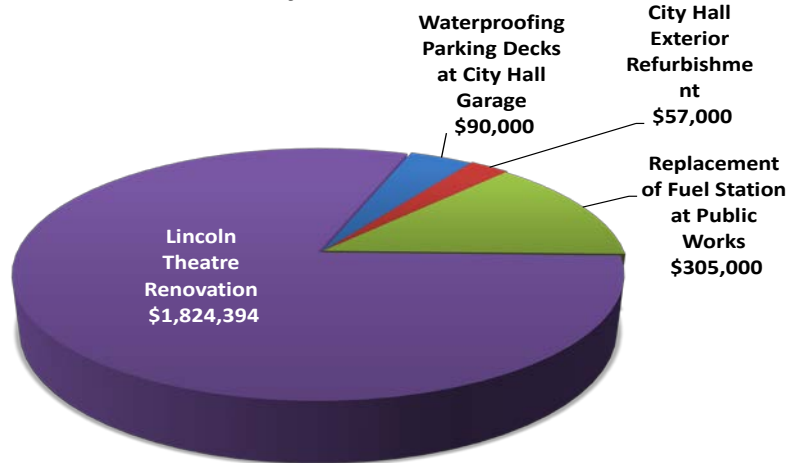 Waterproofing
Parking Decks
at City Hall
Garage
$90,000
City Hall
Exterior
Refurbishme
nt
$57,000
Replacement
of Fuel Station
at Public
Works
$305,000
Lincoln
Theatre
Renovation
$1,824,394